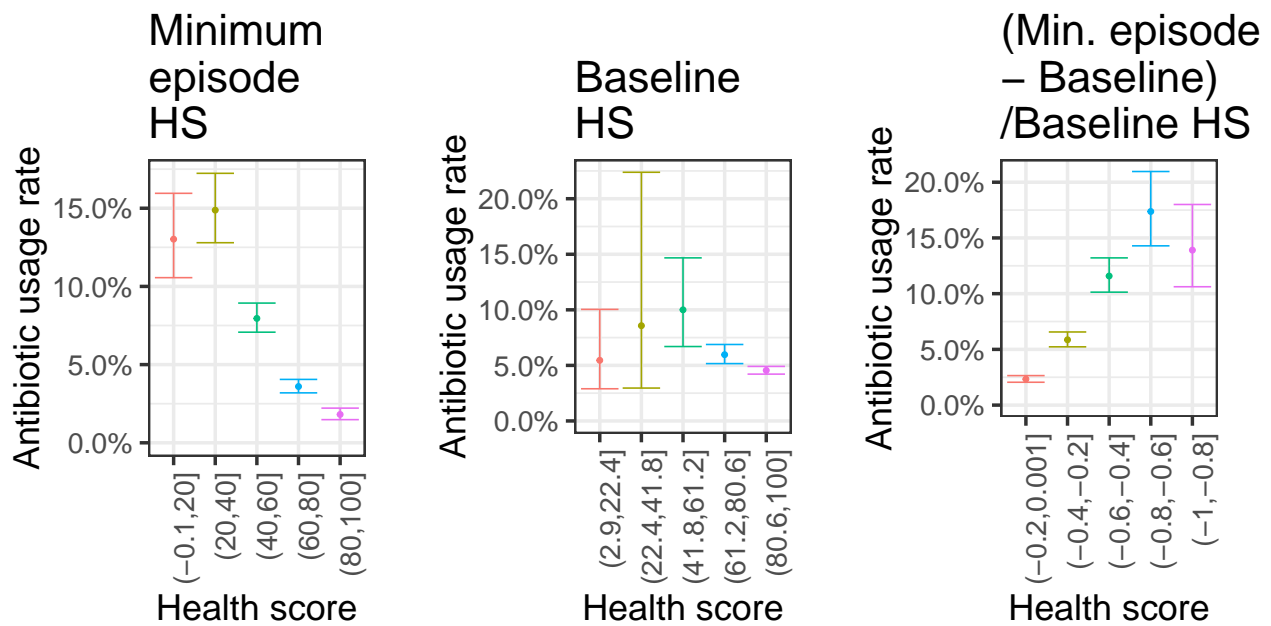 Minimum
episode
HS
Antibiotic usage rate
15.0%
10.0%
5.0%
0.0%
(−0.1,20]
(20,40]
(40,60]
(60,80]
(80,100]
Health score
Baseline
HS
Antibiotic usage rate
20.0%
15.0%
10.0%
5.0%
0.0%
(2.9,22.4]
(22.4,41.8]
(41.8,61.2]
(61.2,80.6]
(80.6,100]
Health score
(Min. episode
− Baseline)
/Baseline HS
Antibiotic usage rate
20.0%
15.0%
10.0%
5.0%
0.0%
(−0.2,0.001]
(−0.4,−0.2]
(−0.6,−0.4]
(−0.8,−0.6]
(−1,−0.8]
Health score